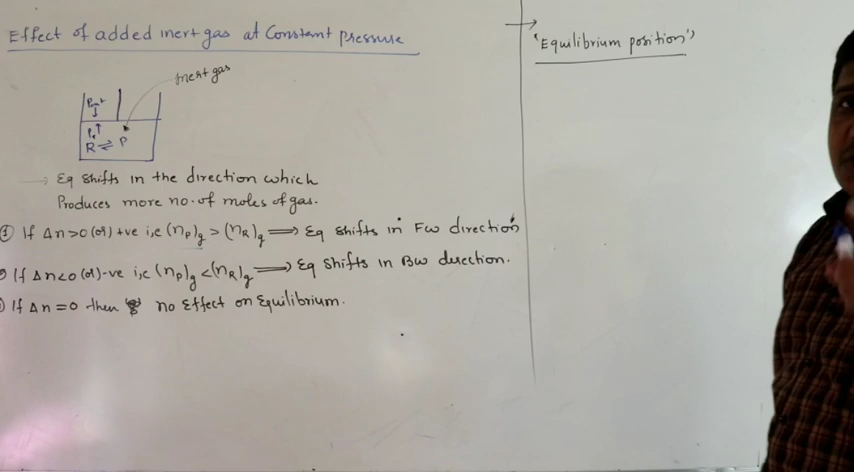 Effect of added inert gas at Constant pressure
Inert gas
R ⇌ P
→ Eq shifts in the direction which
Produces more no. of moles of gas.
① If Δn>0 (or) +ve i,e (np)g > (nR)g ⟹ Eq shifts in Fw direction
If Δn<0 (or) -ve i,e (np)g < (nR)g ⟹ Eq shifts in Bw direction.
If Δn=0 then no Effect on Equilibrium.
→
"Equilibrium position"